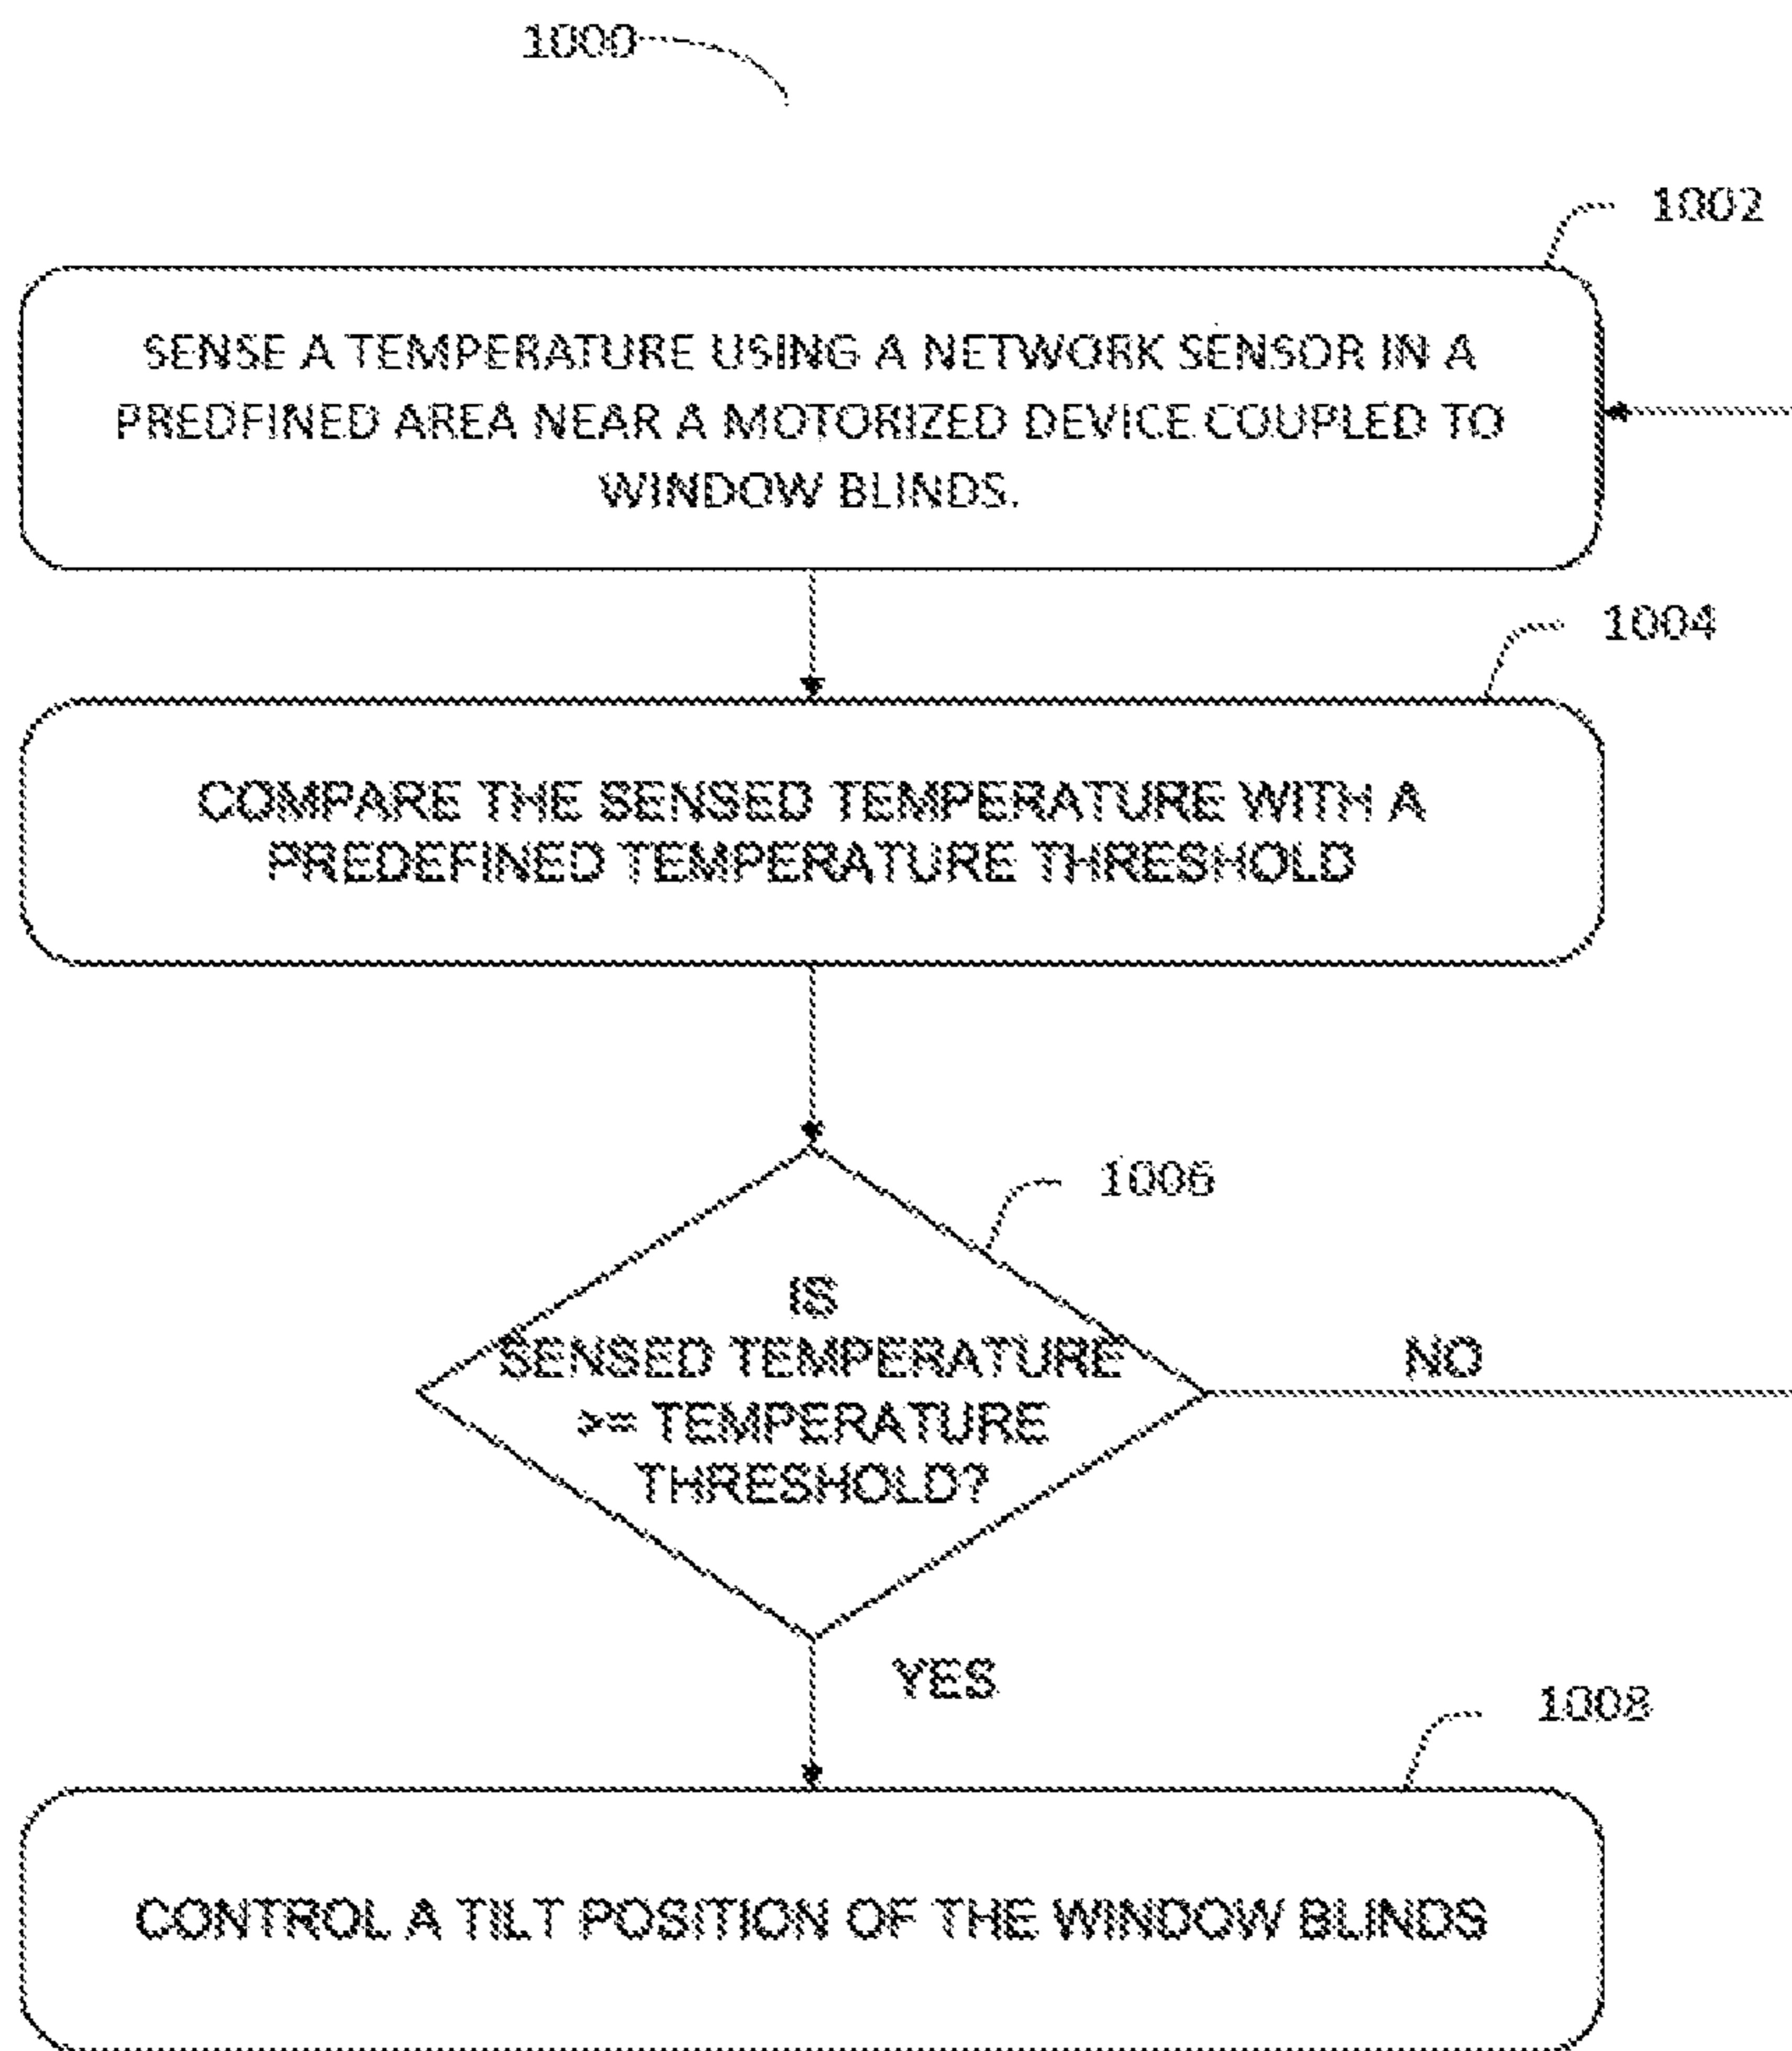 1000
1002
SENSE A TEMPERATURE USING A NETWORK SENSOR IN A
PREDFINED AREA NEAR A MOTORIZED DEVICE COUPLED TO
WINDOW BLINDS.
1004
COMPARE THE SENSED TEMPERATURE WITH A
PREDEFINED TEMPERATURE THRESHOLD
1006
IS
SENSED TEMPERATURE
>= TEMPERATURE
THRESHOLD?
NO
YES
1008
CONTROL A TILT POSITION OF THE WINDOW BLINDS